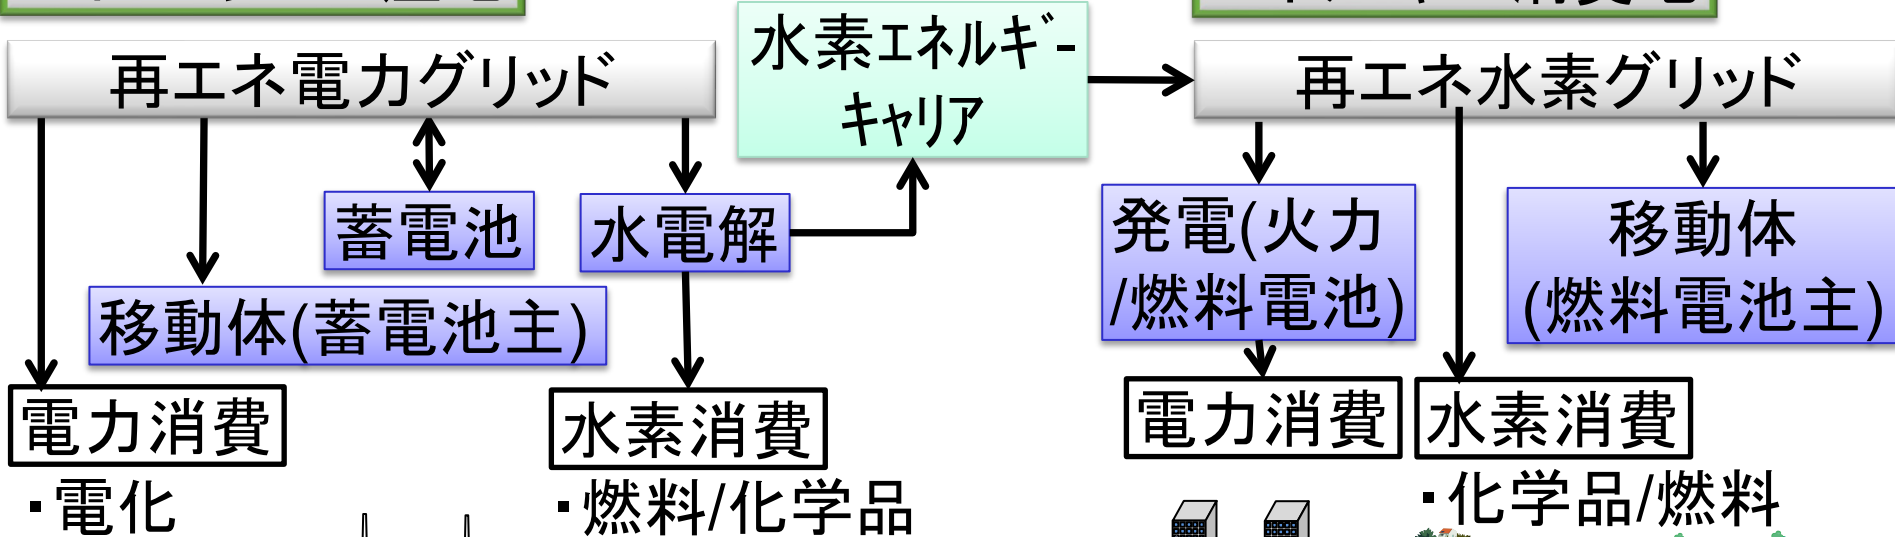 再エネ電力グリッド
水素エネルギー
キャリア
再エネ水素グリッド
蓄電池
水電解
移動体(蓄電池主)
発電(火力
/燃料電池)
移動体
(燃料電池主)
電力消費
水素消費
電力消費
水素消費
・電化
・燃料/化学品
・化学品/燃料